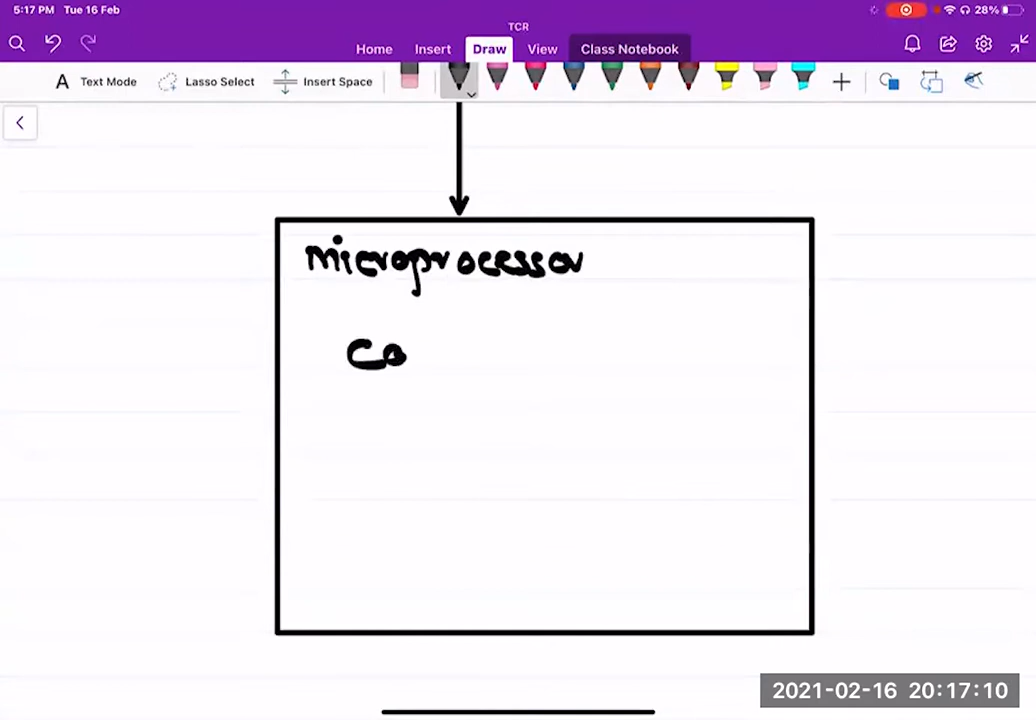 5:17 PM Tue 16 Feb
28%
TCR
Home Insert Draw View Class Notebook
A Text Mode Lasso Select Insert Space
microprocessor
Co
2021-02-16 20:17:10